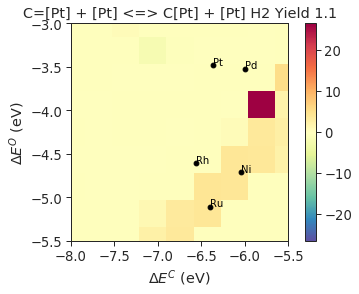 C=[Pt] + [Pt] <=> C[Pt] + [Pt] H2 Yield 1.1
−3.0
−3.5
−4.0
−4.5
−5.0
−5.5
ΔE^O (eV)
Pt
Pd
Rh
Ni
Ru
−8.0 −7.5 −7.0 −6.5 −6.0 −5.5
ΔE^C (eV)
20
10
0
−10
−20